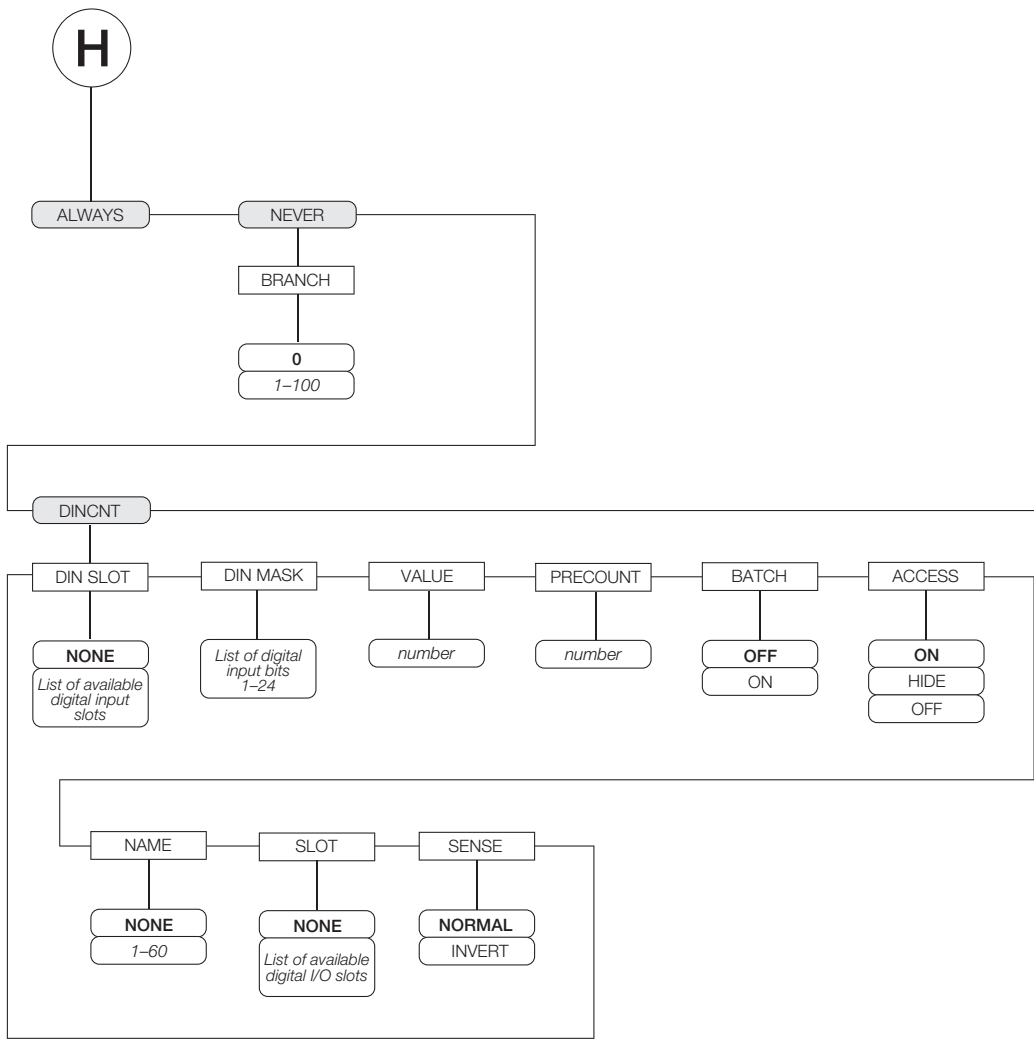 H
ALWAYS
NEVER
BRANCH
0
1–100
DINCNT
DIN SLOT
DIN MASK
VALUE
PRECOUNT
BATCH
ACCESS
NONE
List of available
digital input
slots
List of digital
input bits
1–24
number
number
OFF
ON
ON
HIDE
OFF
NAME
SLOT
SENSE
NONE
1–60
NONE
List of available
digital I/O slots
NORMAL
INVERT